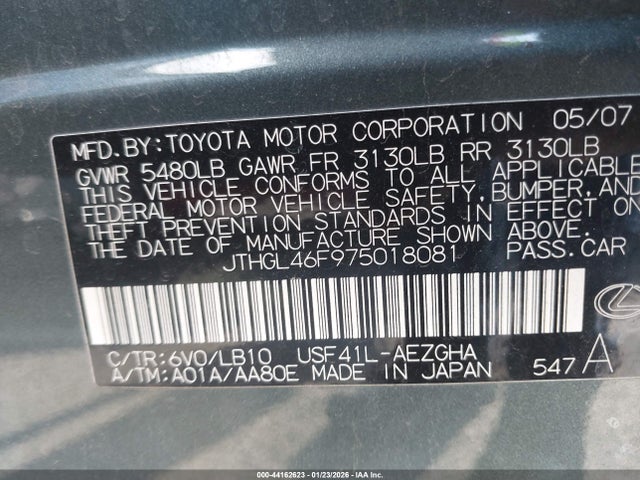 MFD.BY:TOYOTA MOTOR CORPORATION 05/07
GVWR 5480LB GAWR FR 3130LB RR 3130LB
THIS VEHICLE CONFORMS TO ALL APPLICABLE
FEDERAL MOTOR VEHICLE SAFETY,BUMPER,AND
THEFT PREVENTION STANDARDS IN EFFECT ON
THE DATE OF MANUFACTURE SHOWN ABOVE.
JTHGL46F975018081 PASS.CAR
C/TR:6V0/LB10 USF41L-AEZGHA
A/TM:A01A/AA80E MADE IN JAPAN 547 A
000-44162623 | 01/23/2026 | IAA Inc.